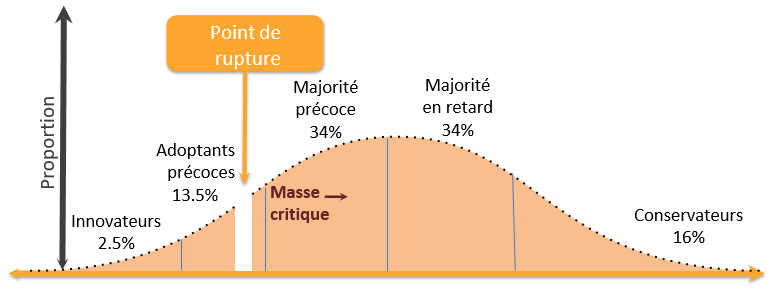 Proportion
Point de
rupture
Innovateurs
2.5%
Adoptants
précoces
13.5%
Majorité
précoce
34%
Masse
critique
Majorité
en retard
34%
Conservateurs
16%